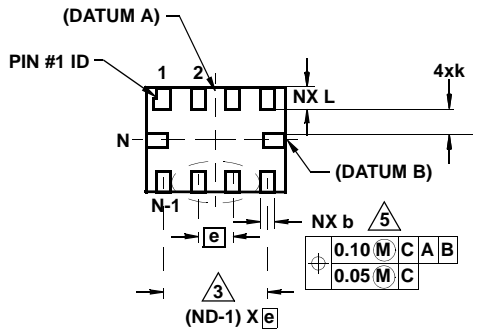 (DATUM A)
PIN #1 ID
1 2
NX L
4xk
N
(DATUM B)
N-1
NX b 5
e
0.10 M C A B
0.05 M C
3
(ND-1) X e